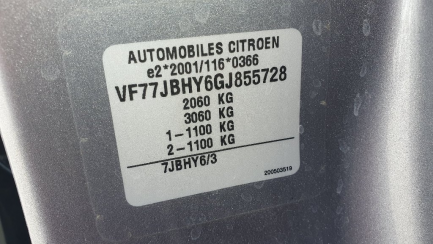 AUTOMOBILES CITROEN
e2*2001/116*0366
VF77JBHY6GJ855728
2060 KG
3060 KG
1-1100 KG
2-1100 KG
7JBHY6/3
200503519